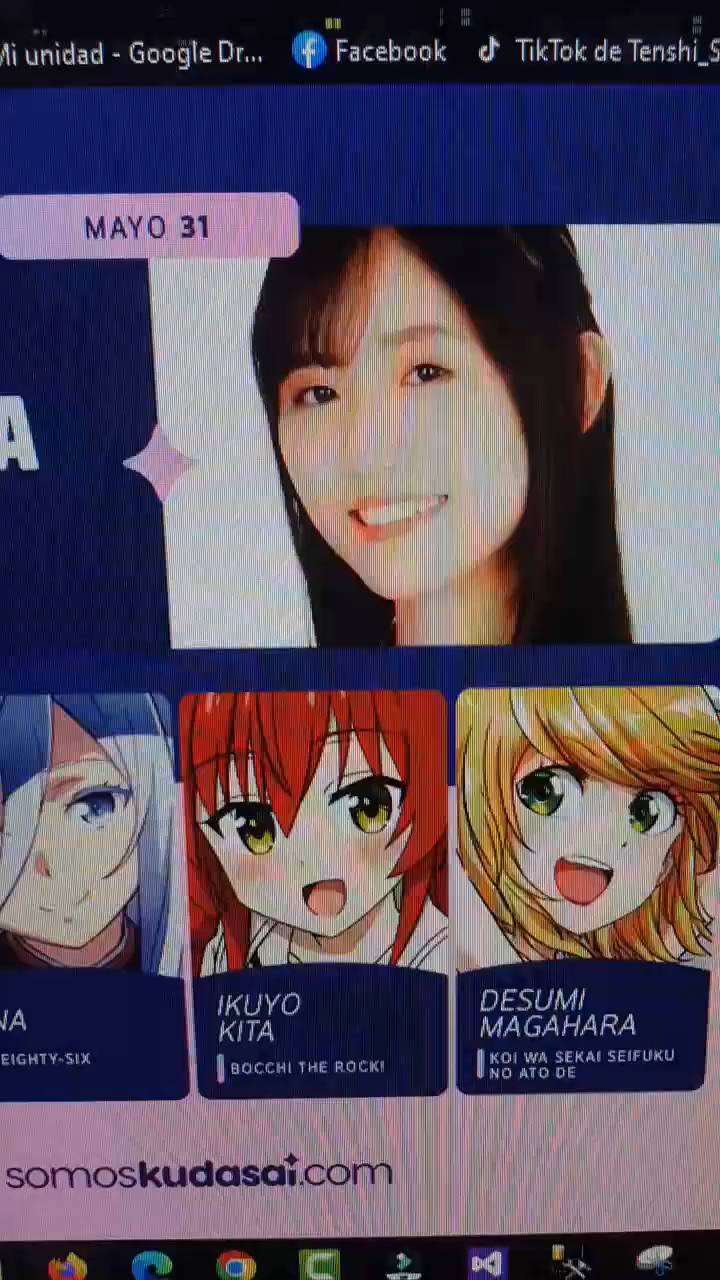 Mi unidad - Google Dr...
Facebook
TikTok de Tenshi_S
MAYO 31
A
NA
EIGHTY-SIX
IKUYO
KITA
BOCCHI THE ROCK!
DESUMI
MAGAHARA
KOI WA SEKAI SEIFUKU
NO ATO DE
somoskudasai.com